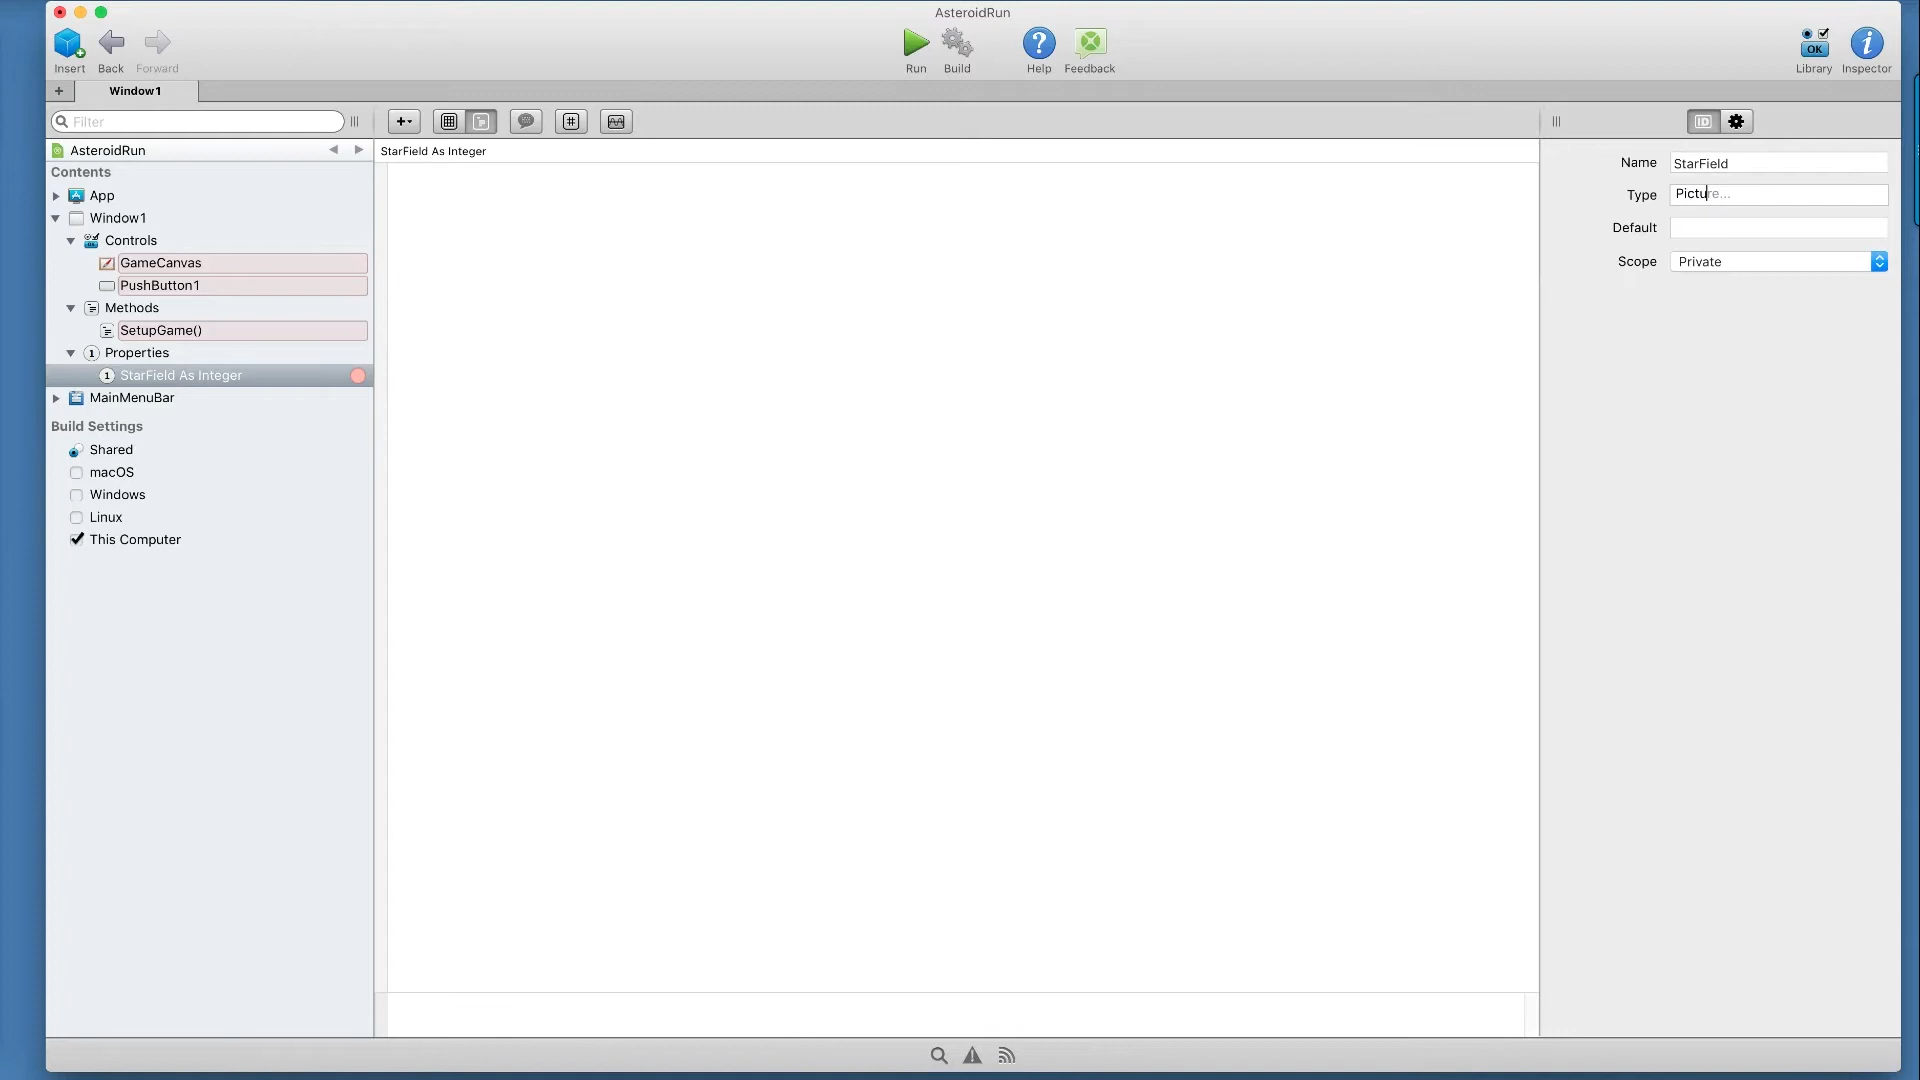 AsteroidRun
Insert
Back
Forward
Run
Build
Help
Feedback
OK
Library
Inspector
+
Window1
Filter
AsteroidRun
Contents
App
Window1
Controls
GameCanvas
PushButton1
Methods
SetupGame()
Properties
StarField As Integer
MainMenuBar
Build Settings
Shared
macOS
Windows
Linux
This Computer
StarField As Integer
ID
Name StarField
Type Picture...
Default
Scope Private